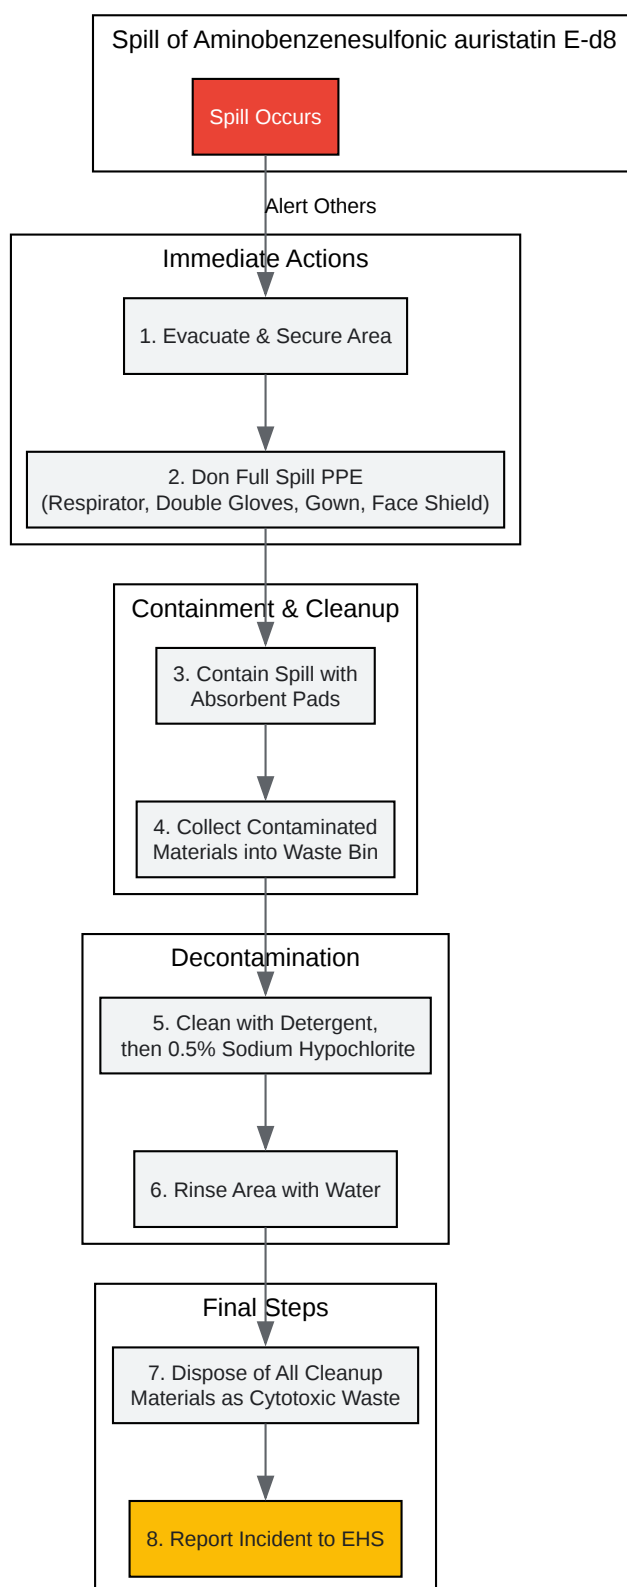 Spill of Aminobenzenesulfonic auristatin E-d8
Spill Occurs
Alert Others
Immediate Actions
1. Evacuate & Secure Area
2. Don Full Spill PPE
(Respirator, Double Gloves, Gown, Face Shield)
Containment & Cleanup
3. Contain Spill with
Absorbent Pads
4. Collect Contaminated
Materials into Waste Bin
Decontamination
5. Clean with Detergent,
then 0.5% Sodium Hypochlorite
6. Rinse Area with Water
Final Steps
7. Dispose of All Cleanup
Materials as Cytotoxic Waste
8. Report Incident to EHS